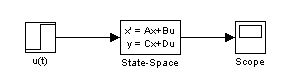 x' = Ax+Bu
y = Cx+Du
u(t)
State-Space
Scope